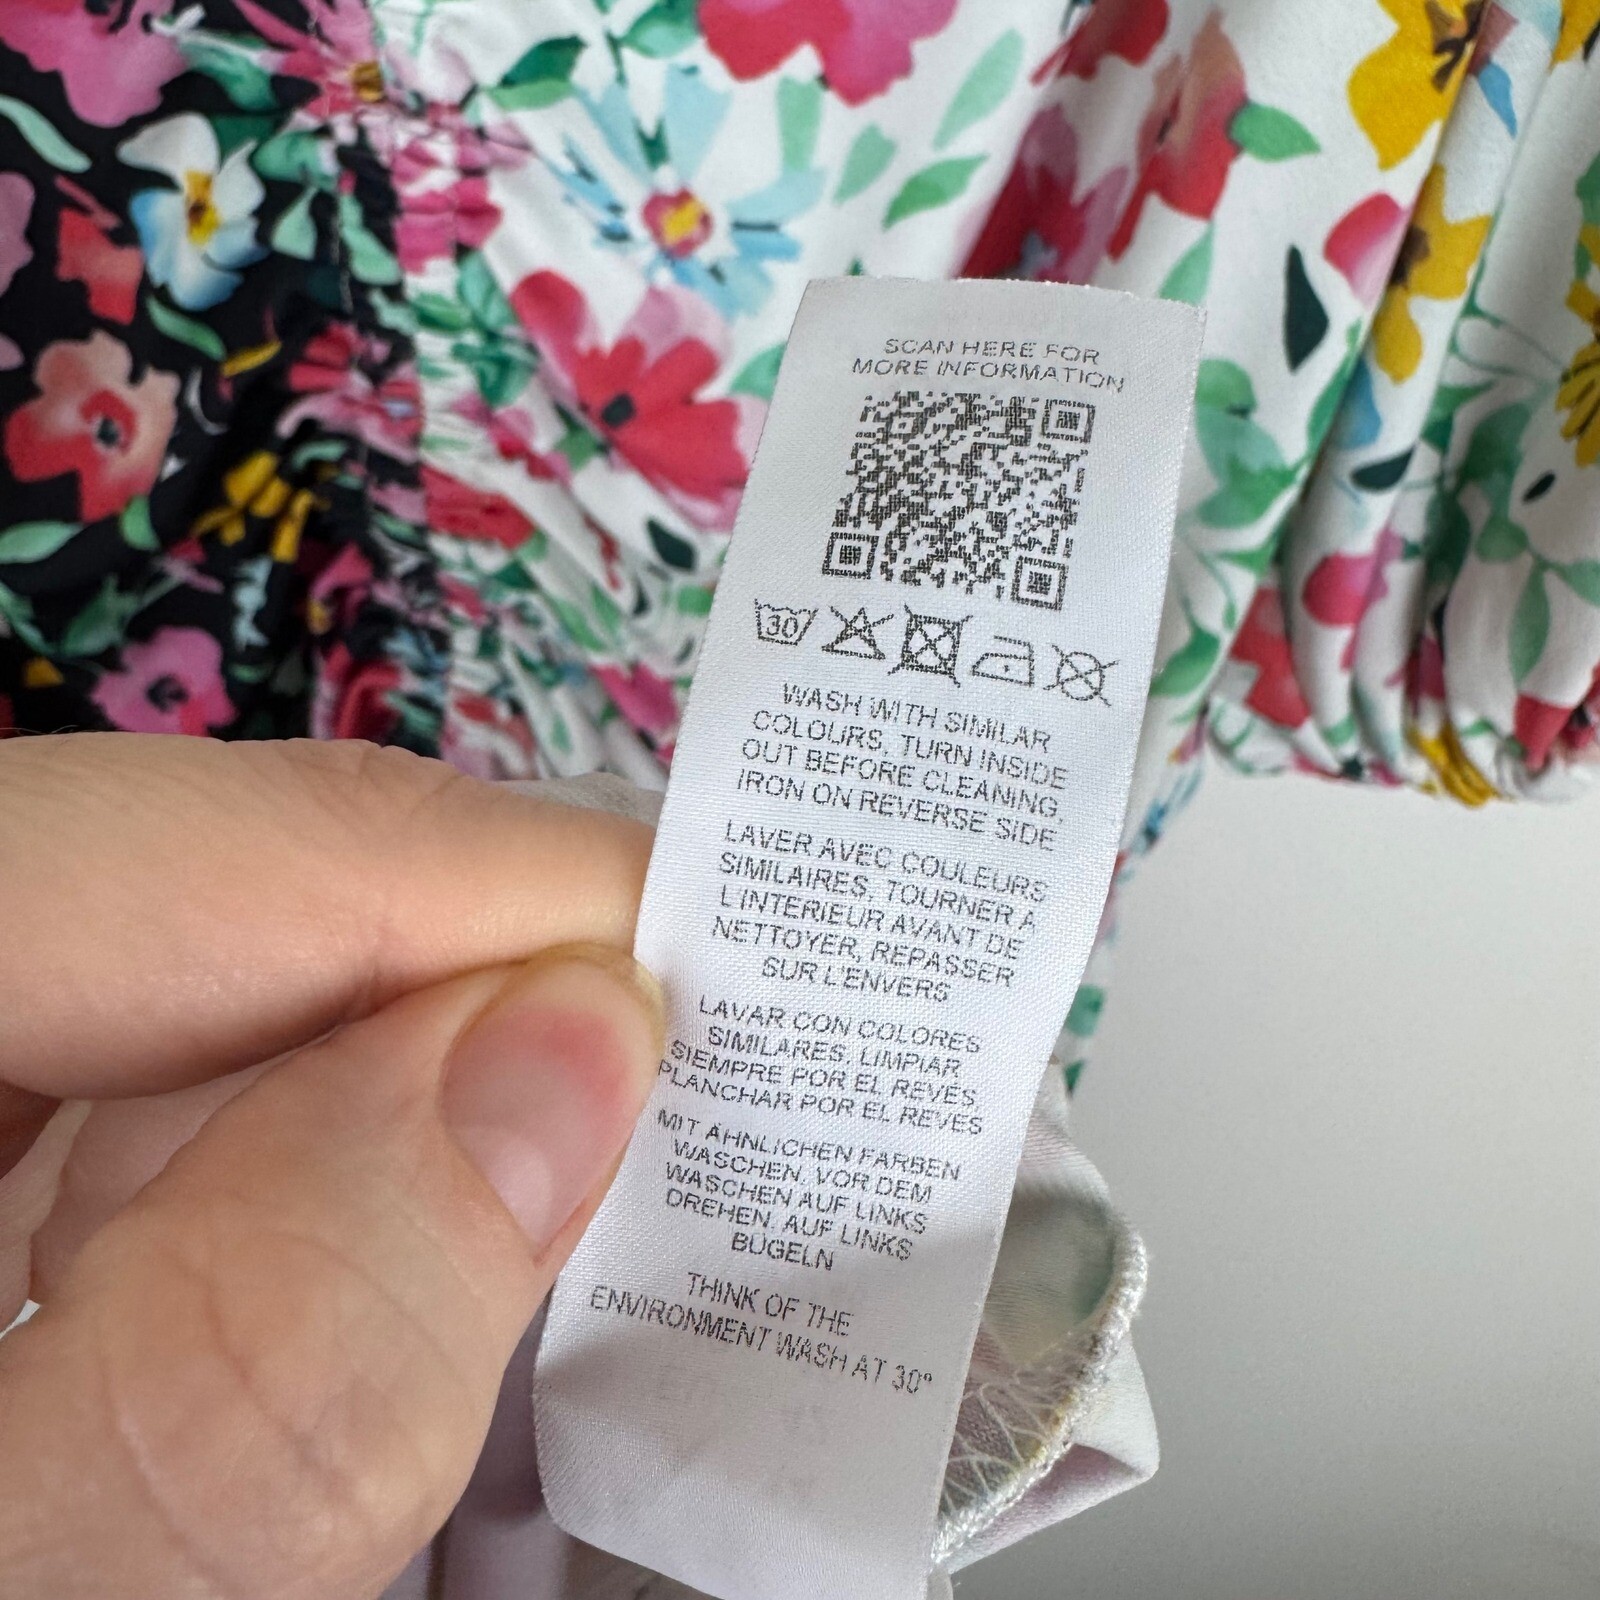 SCAN HERE FOR
MORE INFORMATION
30
WASH WITH SIMILAR
COLOURS, TURN INSIDE
OUT BEFORE CLEANING,
IRON ON REVERSE SIDE
LAVER AVEC COULEURS
SIMILAIRES, TOURNER A
L'INTERIEUR AVANT DE
NETTOYER, REPASSER
SUR L'ENVERS
LAVAR CON COLORES
SIMILARES, LIMPIAR
SIEMPRE POR EL REVES,
PLANCHAR POR EL REVES
MIT ÄHNLICHEN FARBEN
WASCHEN, VOR DEM
WASCHEN AUF LINKS
DREHEN, AUF LINKS
BÜGELN
THINK OF THE
ENVIRONMENT WASH AT 30°